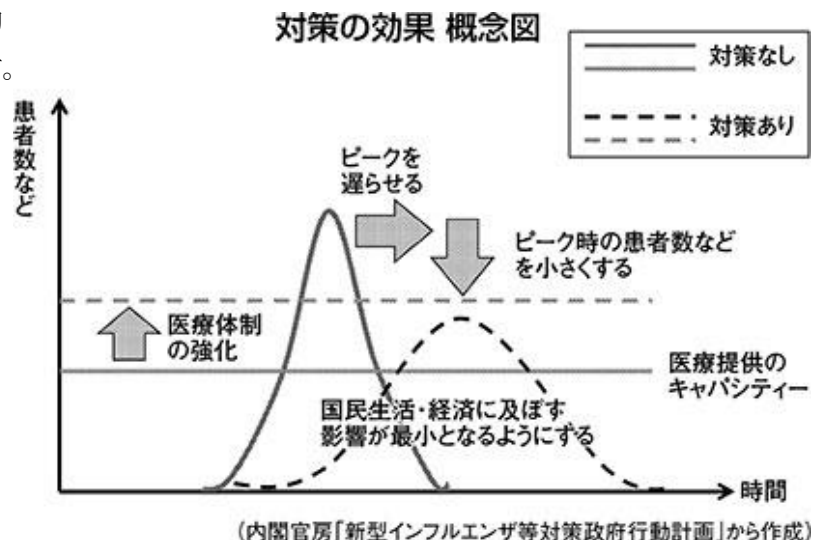 。
対策の効果 概念図
対策なし
対策あり
患者数など
ピークを
遅らせる
ピーク時の患者数など
を小さくする
医療体制
の強化
医療提供の
キャパシティー
国民生活・経済に及ぼす
影響が最小となるようにする
時間
(内閣官房「新型インフルエンザ等対策政府行動計画」から作成)